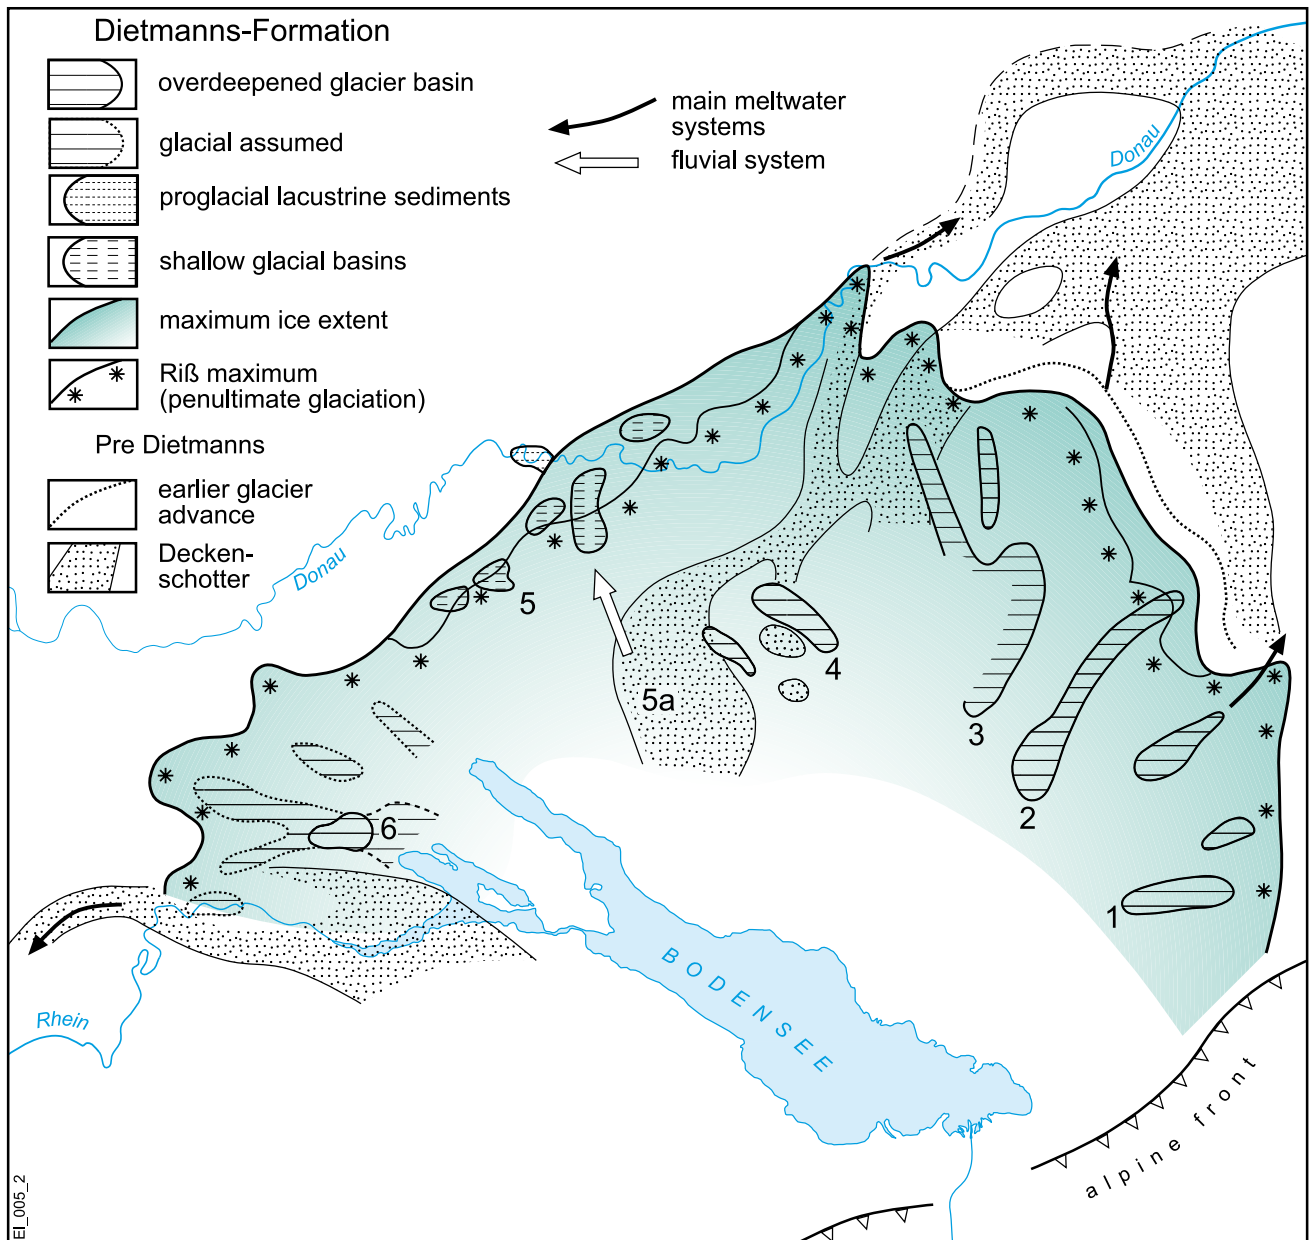 Dietmanns-Formation
overdeepened glacier basin
glacial assumed
proglacial lacustrine sediments
shallow glacial basins
maximum ice extent
Riß maximum
(penultimate glaciation)
Pre Dietmanns
earlier glacier
advance
Decken-
schotter
main meltwater
systems
fluvial system
Donau
Donau
5
4
5a
3
2
6
1
BODENSEE
Rhein
alpine front
EI_005_2